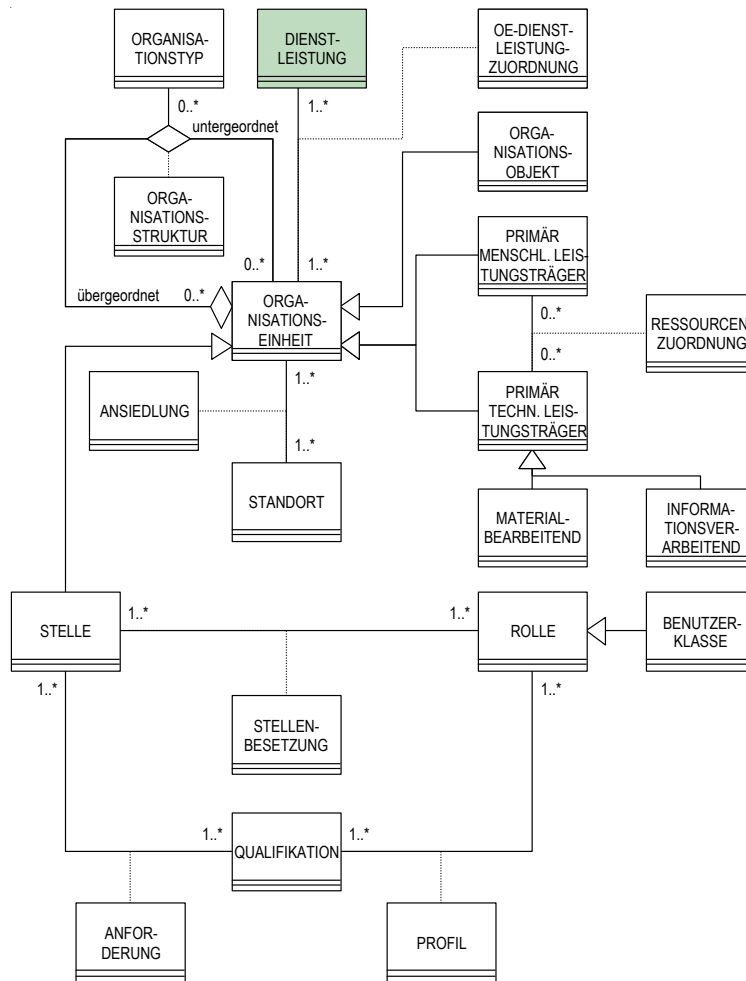 ORGANISA-
TIONSTYP
DIENST-
LEISTUNG
OE-DIENST-
LEISTUNG-
ZUORDNUNG
0..*
1..*
untergeordnet
ORGA-
NISATIONS-
OBJEKT
ORGA-
NISATIONS-
STRUKTUR
PRIMÄR
MENSCHL. LEIS-
TUNGSTRÄGER
0..*
1..*
übergeordnet
0..*
ORGA-
NISATIONS-
EINHEIT
0..*
RESSOURCEN
ZUORDNUNG
0..*
1..*
ANSIEDLUNG
PRIMÄR
TECHN. LEIS-
TUNGSTRÄGER
1..*
STANDORT
MATERIAL-
BEARBEITEND
INFORMA-
TIONSVER-
ARBEITEND
STELLE
1..*
1..*
ROLLE
BENUTZER-
KLASSE
1..*
1..*
STELLEN-
BESETZUNG
1..*
QUALIFIKATION
1..*
ANFOR-
DERUNG
PROFIL